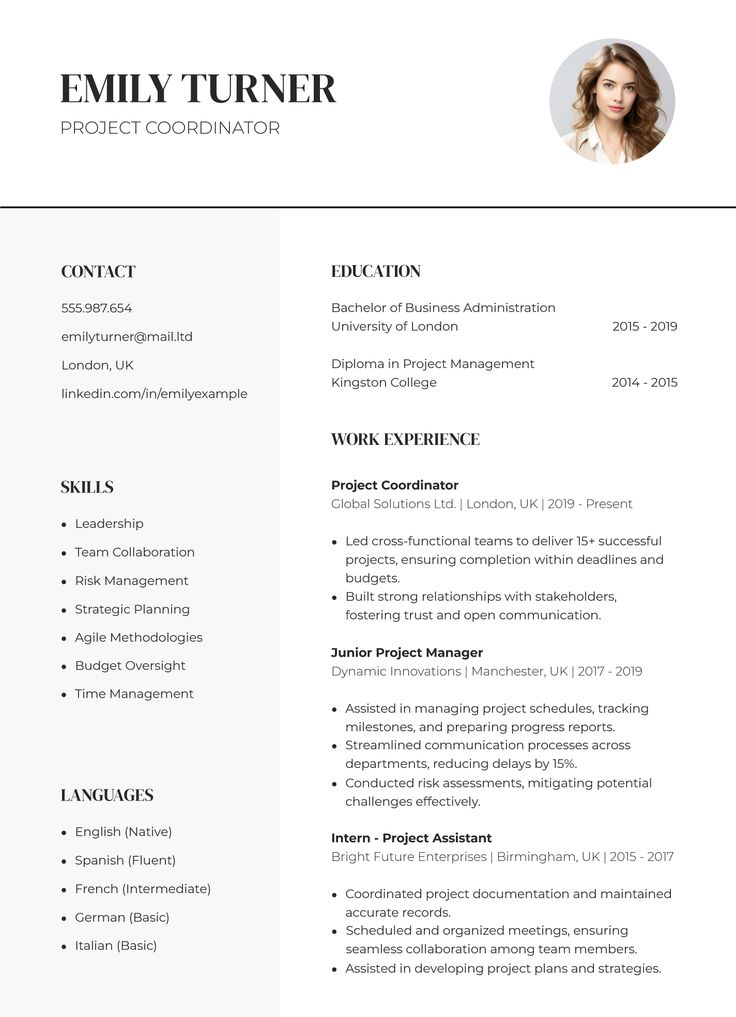 EMILY TURNER
PROJECT COORDINATOR
CONTACT
555.987.654
emilyturner@mail.ltd
London, UK
linkedin.com/in/emilyexample
SKILLS
• Leadership
• Team Collaboration
• Risk Management
• Strategic Planning
• Agile Methodologies
• Budget Oversight
• Time Management
LANGUAGES
• English (Native)
• Spanish (Fluent)
• French (Intermediate)
• German (Basic)
• Italian (Basic)
EDUCATION
Bachelor of Business Administration
University of London 2015 - 2019
Diploma in Project Management
Kingston College 2014 - 2015
WORK EXPERIENCE
Project Coordinator
Global Solutions Ltd. | London, UK | 2019 - Present
• Led cross-functional teams to deliver 15+ successful
projects, ensuring completion within deadlines and
budgets.
• Built strong relationships with stakeholders,
fostering trust and open communication.
Junior Project Manager
Dynamic Innovations | Manchester, UK | 2017 - 2019
• Assisted in managing project schedules, tracking
milestones, and preparing progress reports.
• Streamlined communication processes across
departments, reducing delays by 15%.
• Conducted risk assessments, mitigating potential
challenges effectively.
Intern - Project Assistant
Bright Future Enterprises | Birmingham, UK | 2015 - 2017
• Coordinated project documentation and maintained
accurate records.
• Scheduled and organized meetings, ensuring
seamless collaboration among team members.
• Assisted in developing project plans and strategies.